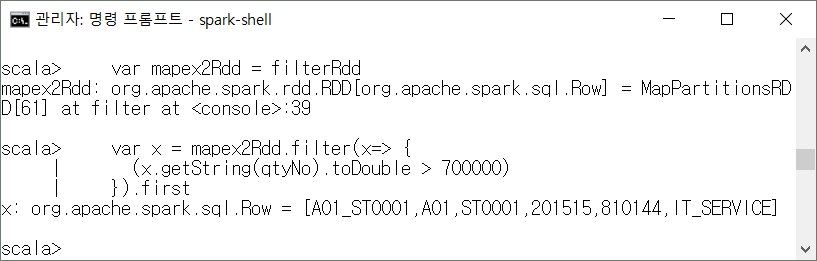 관리자: 명령 프롬프트 - spark-shell
scala>     var mapex2Rdd = filterRdd
mapex2Rdd: org.apache.spark.rdd.RDD[org.apache.spark.sql.Row] = MapPartitionsRD
D[61] at filter at <console>:39
scala>     var x = mapex2Rdd.filter(x=> {
     |       (x.getString(qtyNo).toDouble > 700000)
     |     }).first
x: org.apache.spark.sql.Row = [A01_ST0001,A01,ST0001,201515,810144,IT_SERVICE]
scala>